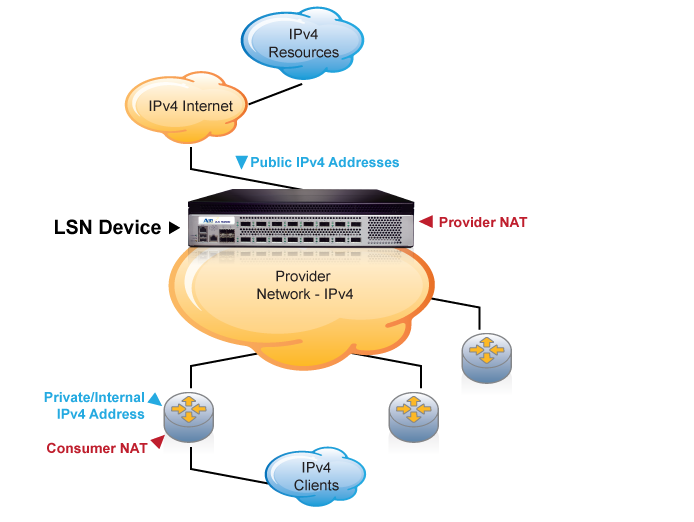 IPv4
Resources
IPv4 Internet
Public IPv4 Addresses
LSN Device
Provider NAT
Provider
Network - IPv4
Private/Internal
IPv4 Address
Consumer NAT
IPv4
Clients